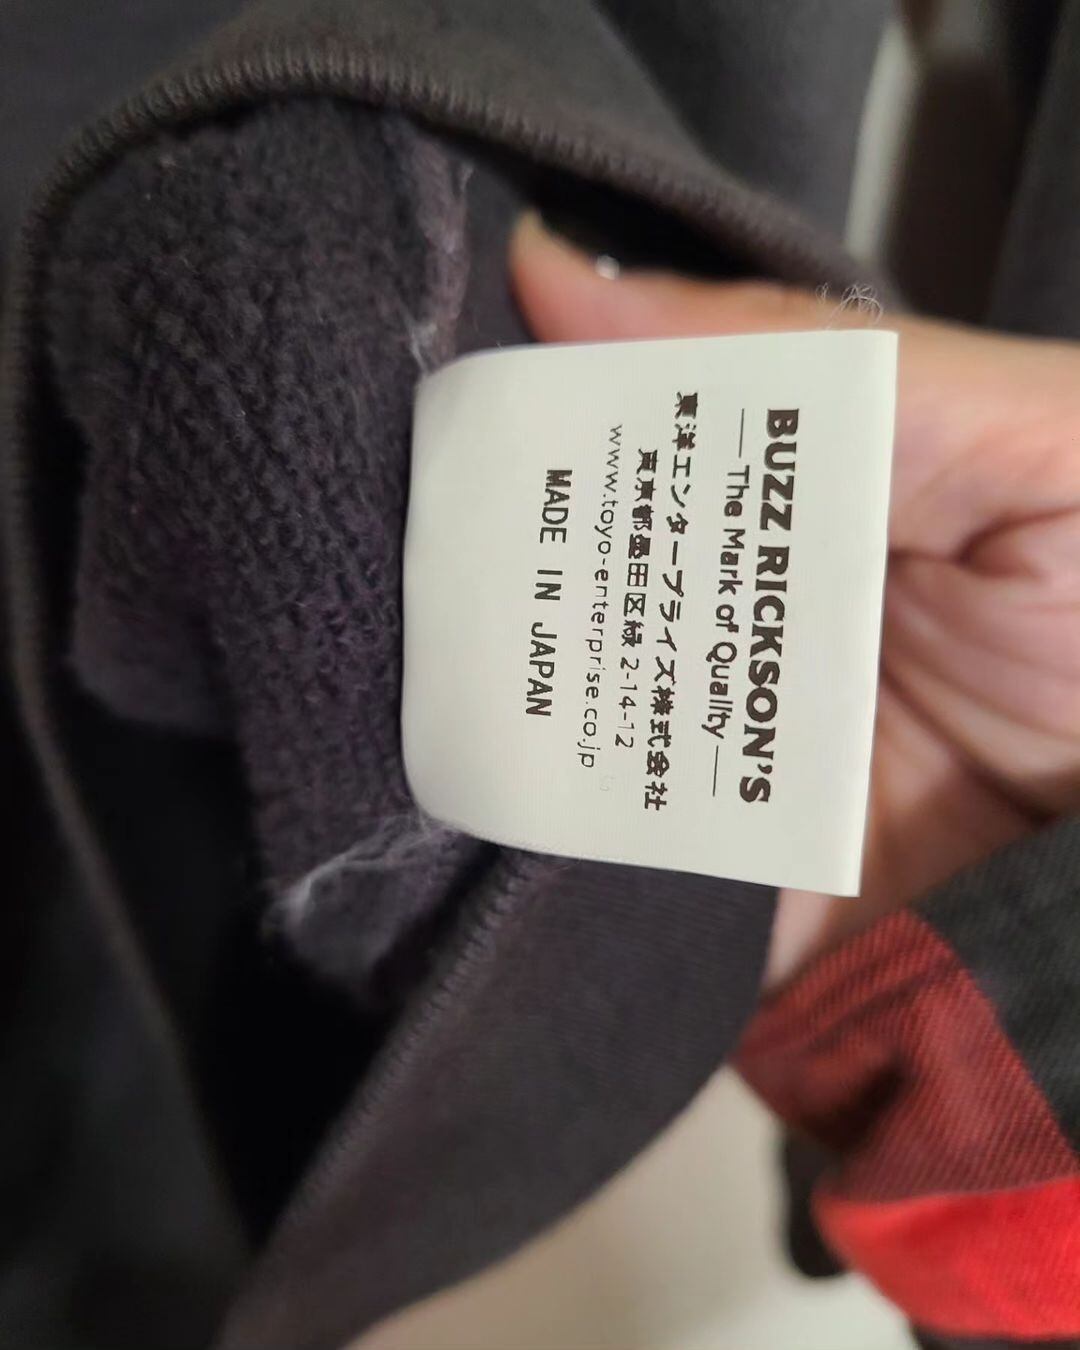 BUZZ RICKSON'S
The Mark of Quality
東洋エンタープライズ株式会社
東京都墨田区緑 2-14-12
www.toyo-enterprise.co.jp
MADE IN JAPAN